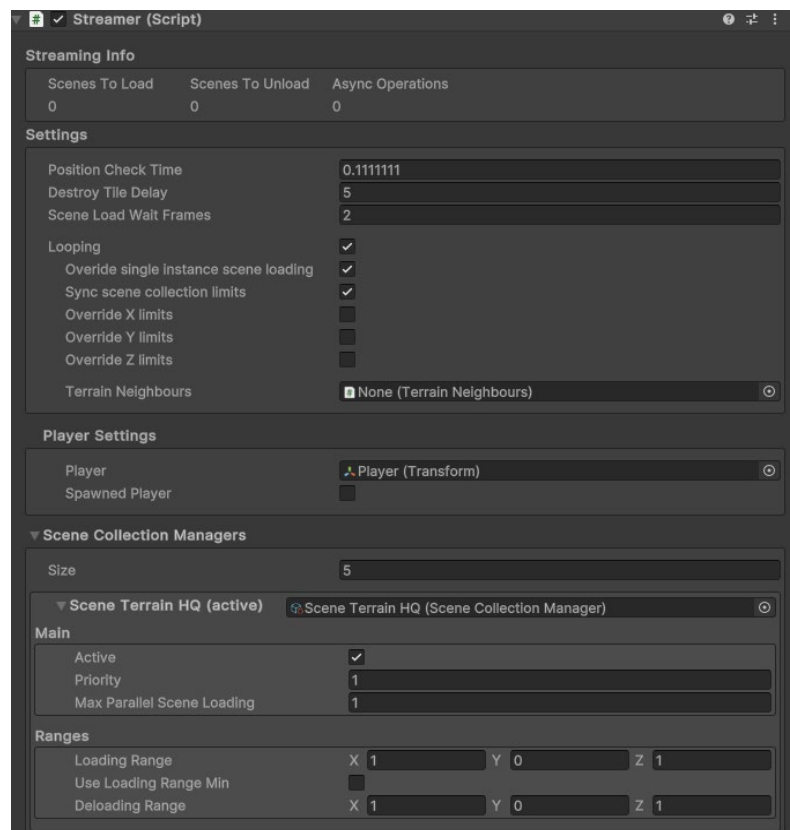 Streamer (Script)
Streaming Info
Scenes To Load Scenes To Unload Async Operations
0 0 0
Settings
Position Check Time 0.1111111
Destroy Tile Delay 5
Scene Load Wait Frames 2
Looping
Overide single instance scene loading
Sync scene collection limits
Override X limits
Override Y limits
Override Z limits
Terrain Neighbours None (Terrain Neighbours)
Player Settings
Player Player (Transform)
Spawned Player
Scene Collection Managers
Size 5
Scene Terrain HQ (active) Scene Terrain HQ (Scene Collection Manager)
Main
Active
Priority 1
Max Parallel Scene Loading 1
Ranges
Loading Range X 1 Y 0 Z 1
Use Loading Range Min
Deloading Range X 1 Y 0 Z 1